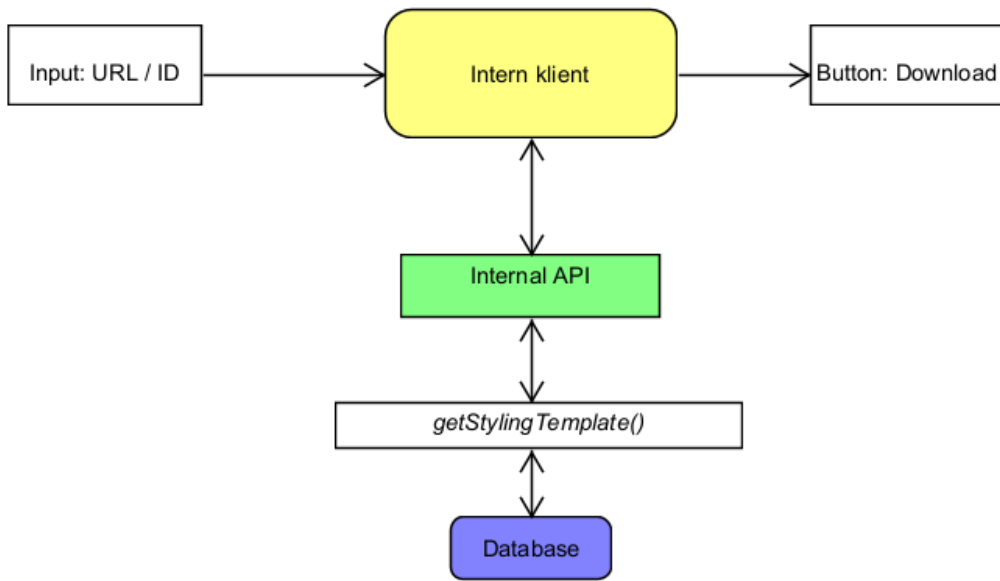 Input: URL / ID
Intern klient
Button: Download
Internal API
getStylingTemplate()
Database